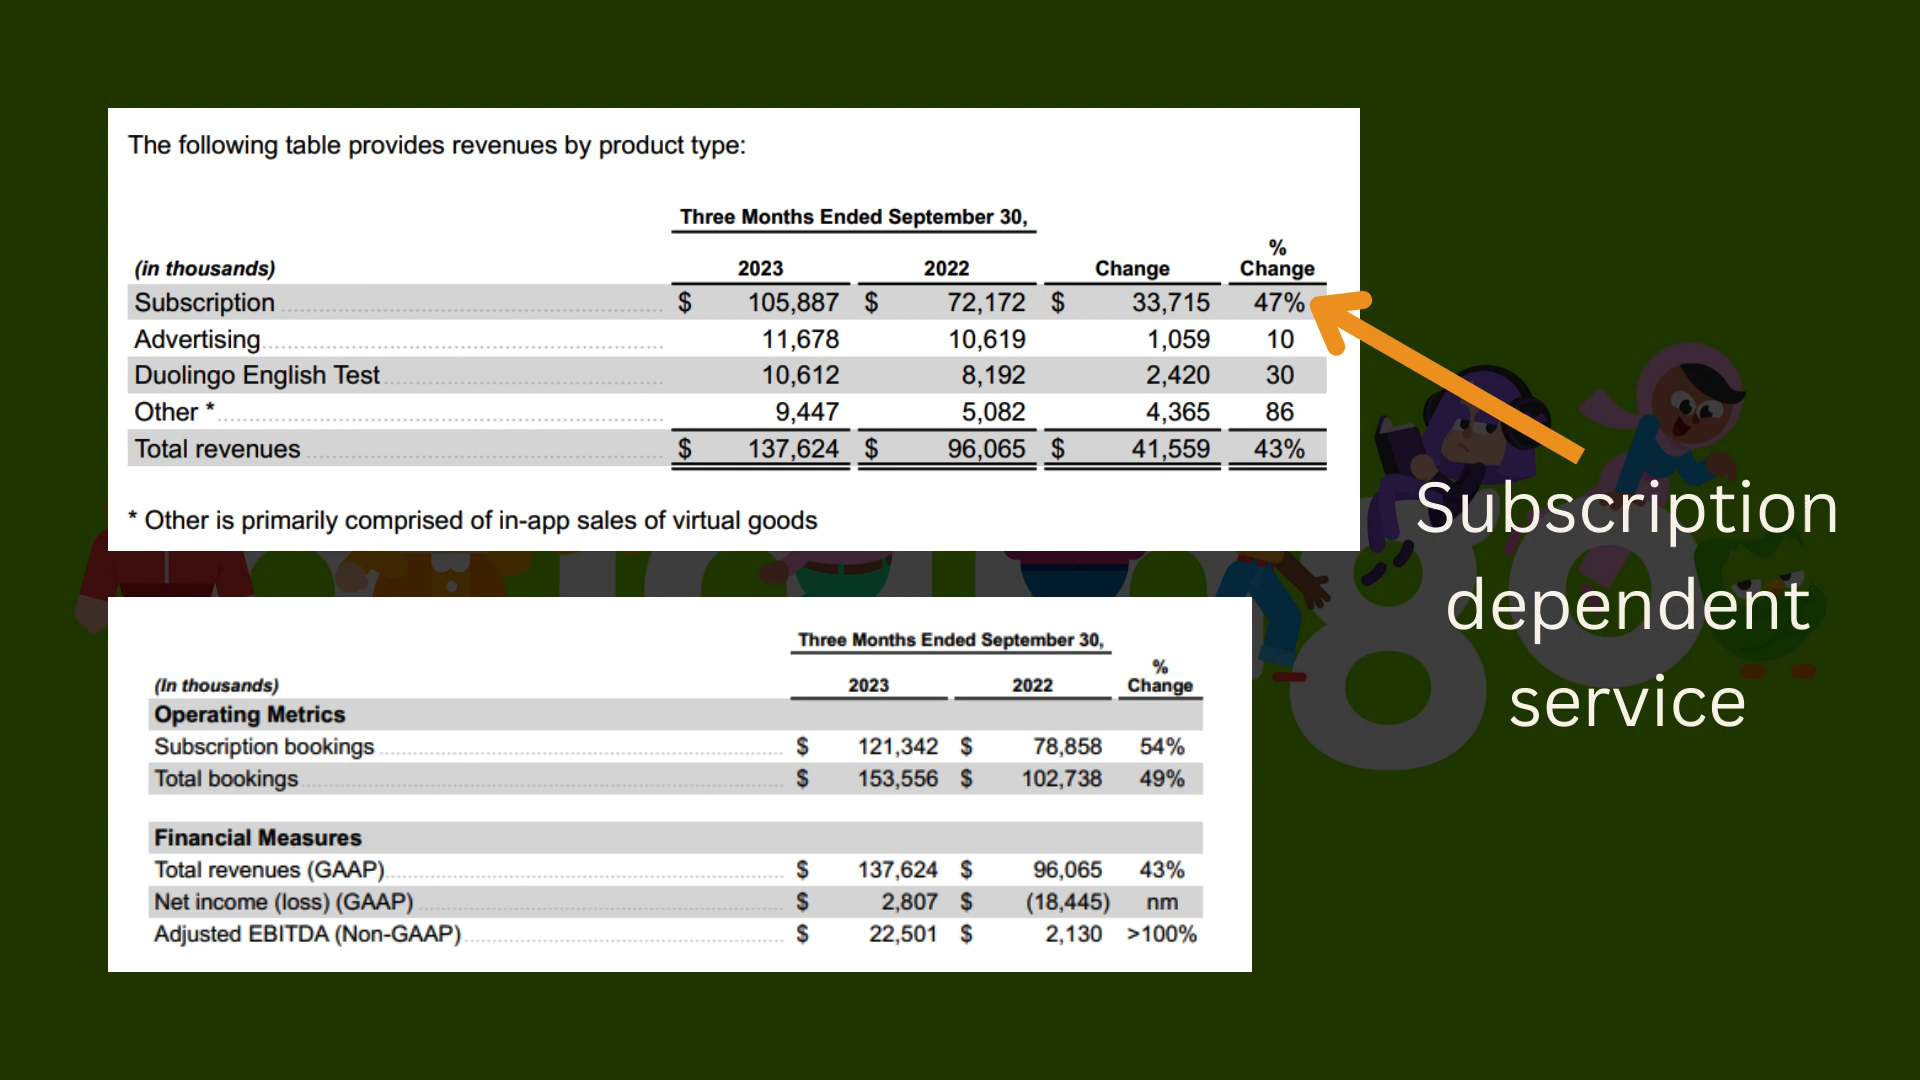 The following table provides revenues by product type:
Three Months Ended September 30,
(in thousands) 2023 2022 Change % Change
Subscription $ 105,887 $ 72,172 $ 33,715 47%
Advertising 11,678 10,619 1,059 10
Duolingo English Test 10,612 8,192 2,420 30
Other * 9,447 5,082 4,365 86
Total revenues $ 137,624 $ 96,065 $ 41,559 43%
* Other is primarily comprised of in-app sales of virtual goods
Subscription
dependent
service
Three Months Ended September 30,
(In thousands) 2023 2022 % Change
Operating Metrics
Subscription bookings $ 121,342 $ 78,858 54%
Total bookings $ 153,556 $ 102,738 49%
Financial Measures
Total revenues (GAAP) $ 137,624 $ 96,065 43%
Net income (loss) (GAAP) $ 2,807 $ (18,445) nm
Adjusted EBITDA (Non-GAAP) $ 22,501 $ 2,130 >100%